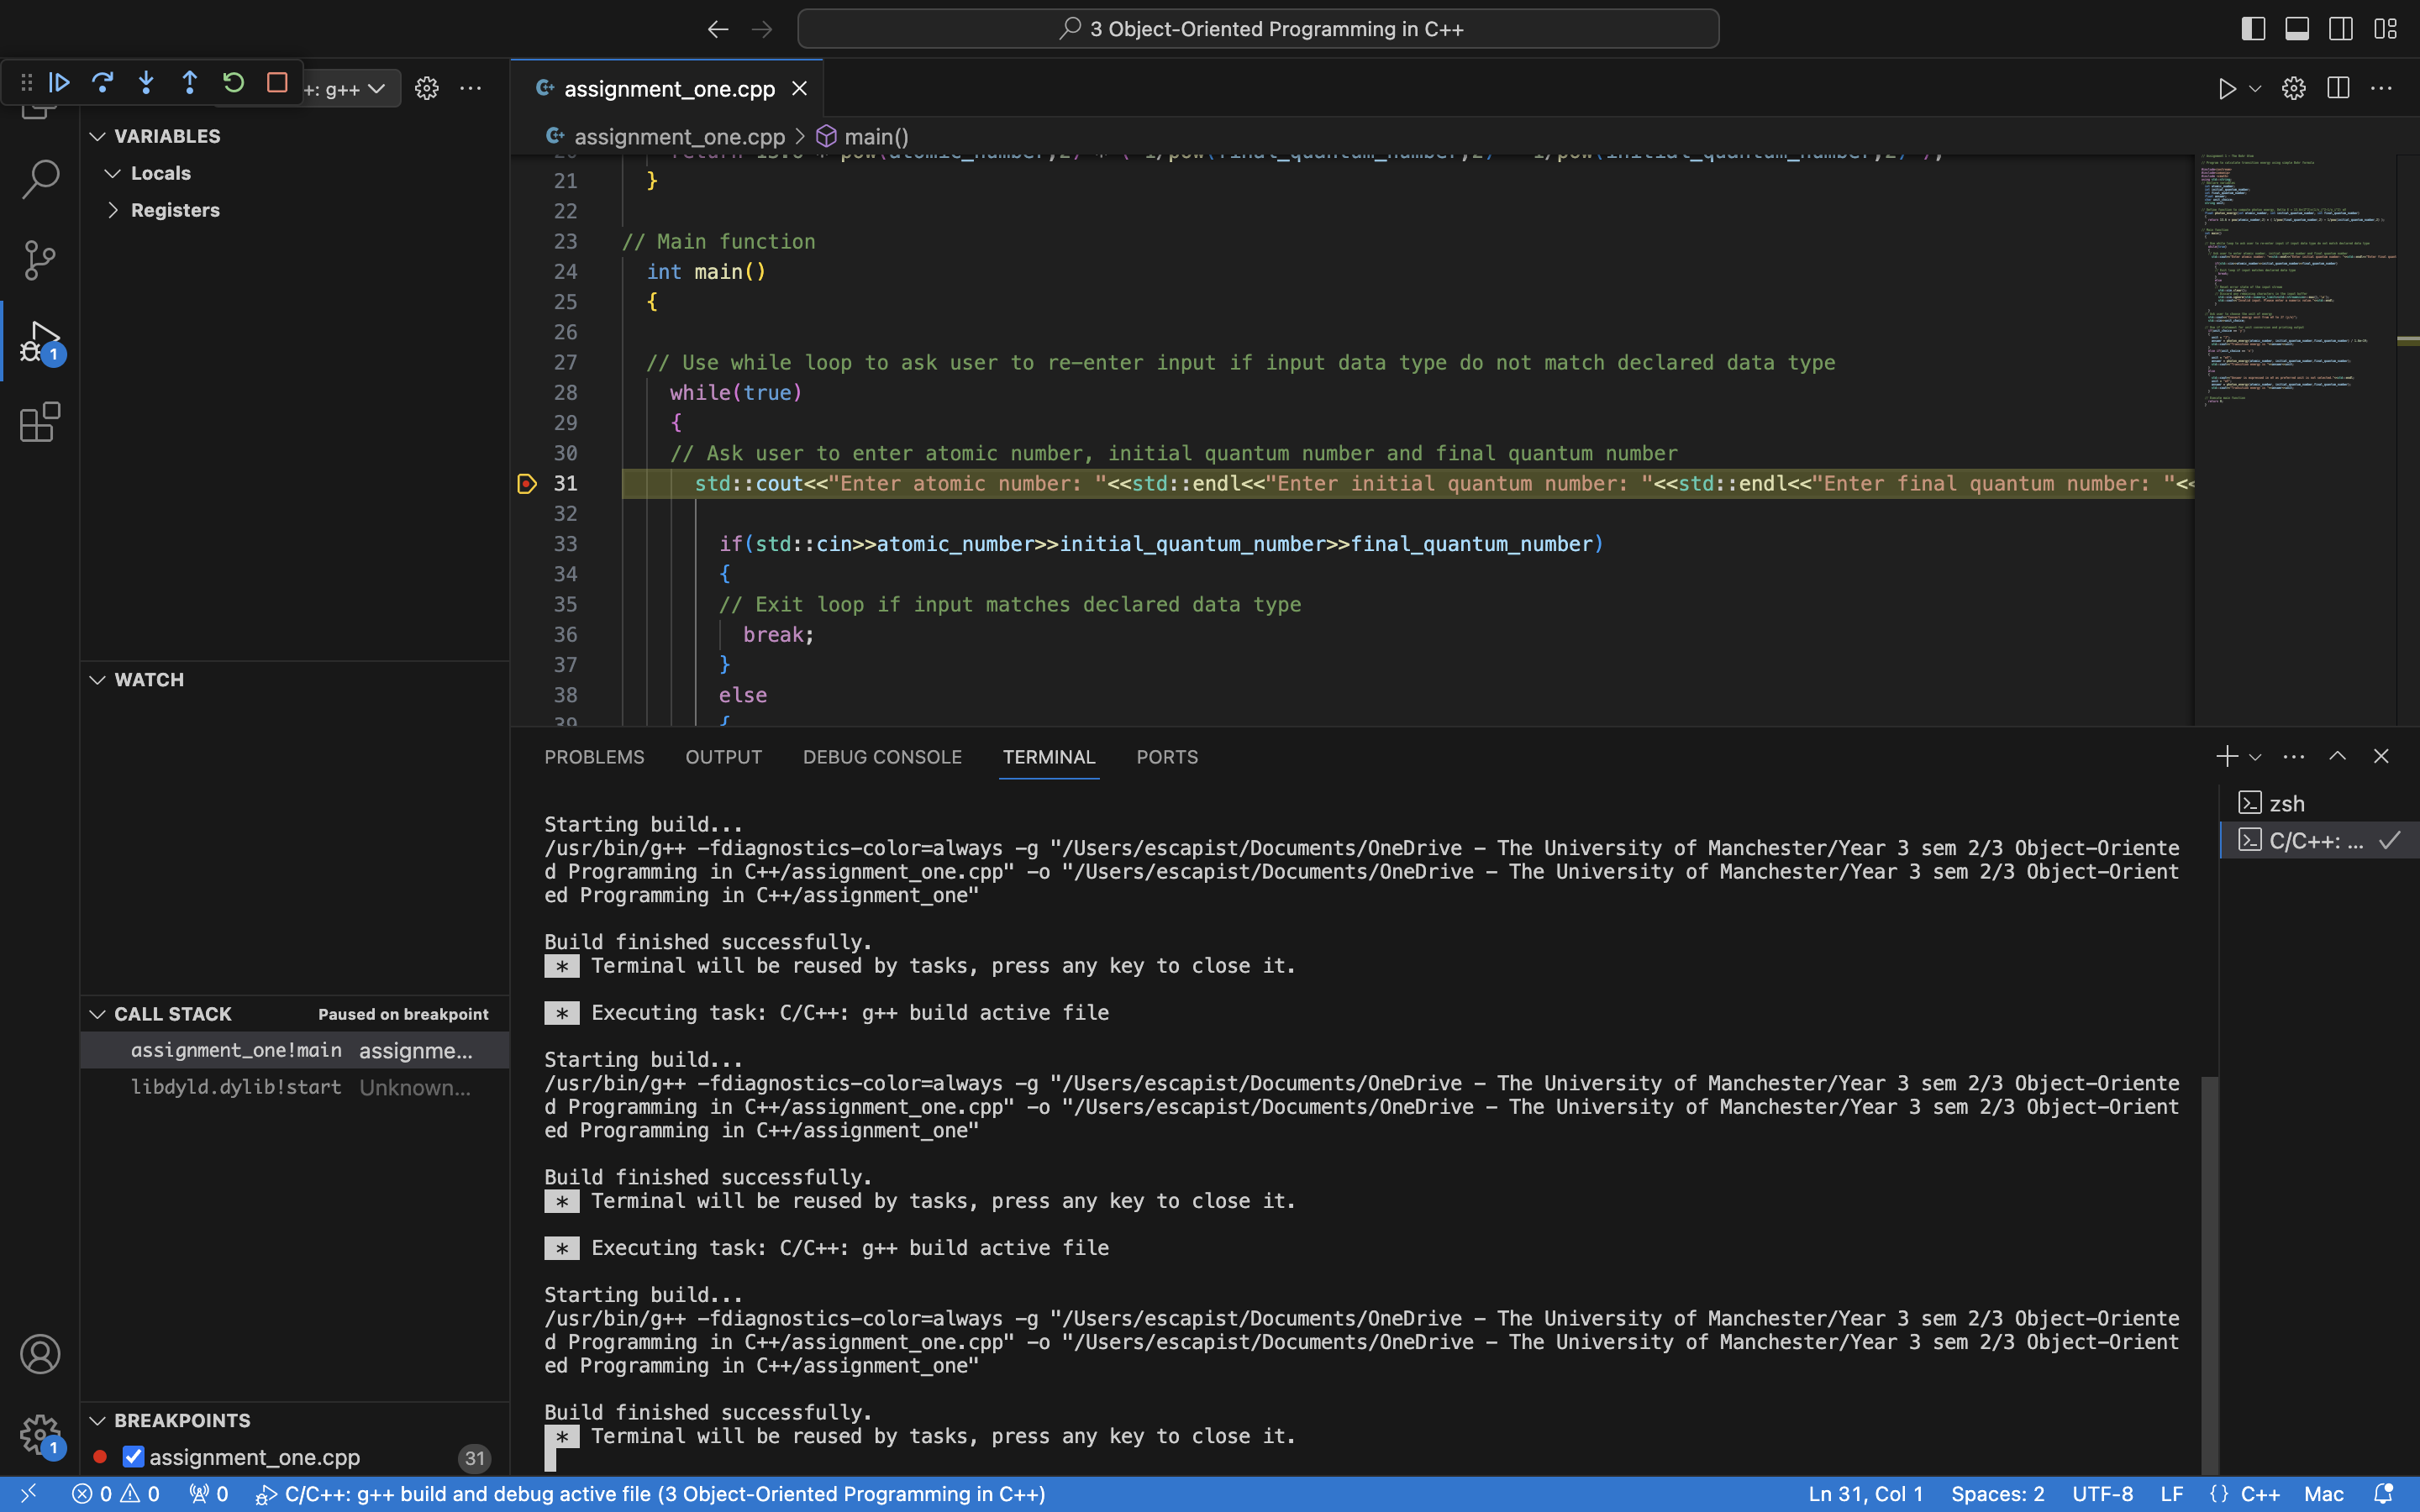 3 Object-Oriented Programming in C++
+: g++
assignment_one.cpp
assignment_one.cpp > main()
VARIABLES
Locals
Registers
21 }
22
23 // Main function
24 int main()
25 {
26
27 // Use while loop to ask user to re-enter input if input data type do not match declared data type
28 while(true)
29 {
30 // Ask user to enter atomic number, initial quantum number and final quantum number
31 std::cout<<"Enter atomic number: "<<std::endl<<"Enter initial quantum number: "<<std::endl<<"Enter final quantum number: "<<
32
33 if(std::cin>>atomic_number>>initial_quantum_number>>final_quantum_number)
34 {
35 // Exit loop if input matches declared data type
36 break;
37 }
38 else
39 {
WATCH
CALL STACK Paused on breakpoint
assignment_one!main assignme...
libdyld.dylib!start Unknown...
BREAKPOINTS
assignment_one.cpp 31
1
1
PROBLEMS OUTPUT DEBUG CONSOLE TERMINAL PORTS
zsh
C/C++: ...
Starting build...
/usr/bin/g++ -fdiagnostics-color=always -g "/Users/escapist/Documents/OneDrive - The University of Manchester/Year 3 sem 2/3 Object-Oriente
d Programming in C++/assignment_one.cpp" -o "/Users/escapist/Documents/OneDrive - The University of Manchester/Year 3 sem 2/3 Object-Orient
ed Programming in C++/assignment_one"
Build finished successfully.
* Terminal will be reused by tasks, press any key to close it.
* Executing task: C/C++: g++ build active file
Starting build...
/usr/bin/g++ -fdiagnostics-color=always -g "/Users/escapist/Documents/OneDrive - The University of Manchester/Year 3 sem 2/3 Object-Oriente
d Programming in C++/assignment_one.cpp" -o "/Users/escapist/Documents/OneDrive - The University of Manchester/Year 3 sem 2/3 Object-Orient
ed Programming in C++/assignment_one"
Build finished successfully.
* Terminal will be reused by tasks, press any key to close it.
* Executing task: C/C++: g++ build active file
Starting build...
/usr/bin/g++ -fdiagnostics-color=always -g "/Users/escapist/Documents/OneDrive - The University of Manchester/Year 3 sem 2/3 Object-Oriente
d Programming in C++/assignment_one.cpp" -o "/Users/escapist/Documents/OneDrive - The University of Manchester/Year 3 sem 2/3 Object-Orient
ed Programming in C++/assignment_one"
Build finished successfully.
* Terminal will be reused by tasks, press any key to close it.
0 0 0 C/C++: g++ build and debug active file (3 Object-Oriented Programming in C++) Ln 31, Col 1 Spaces: 2 UTF-8 LF {} C++ Mac